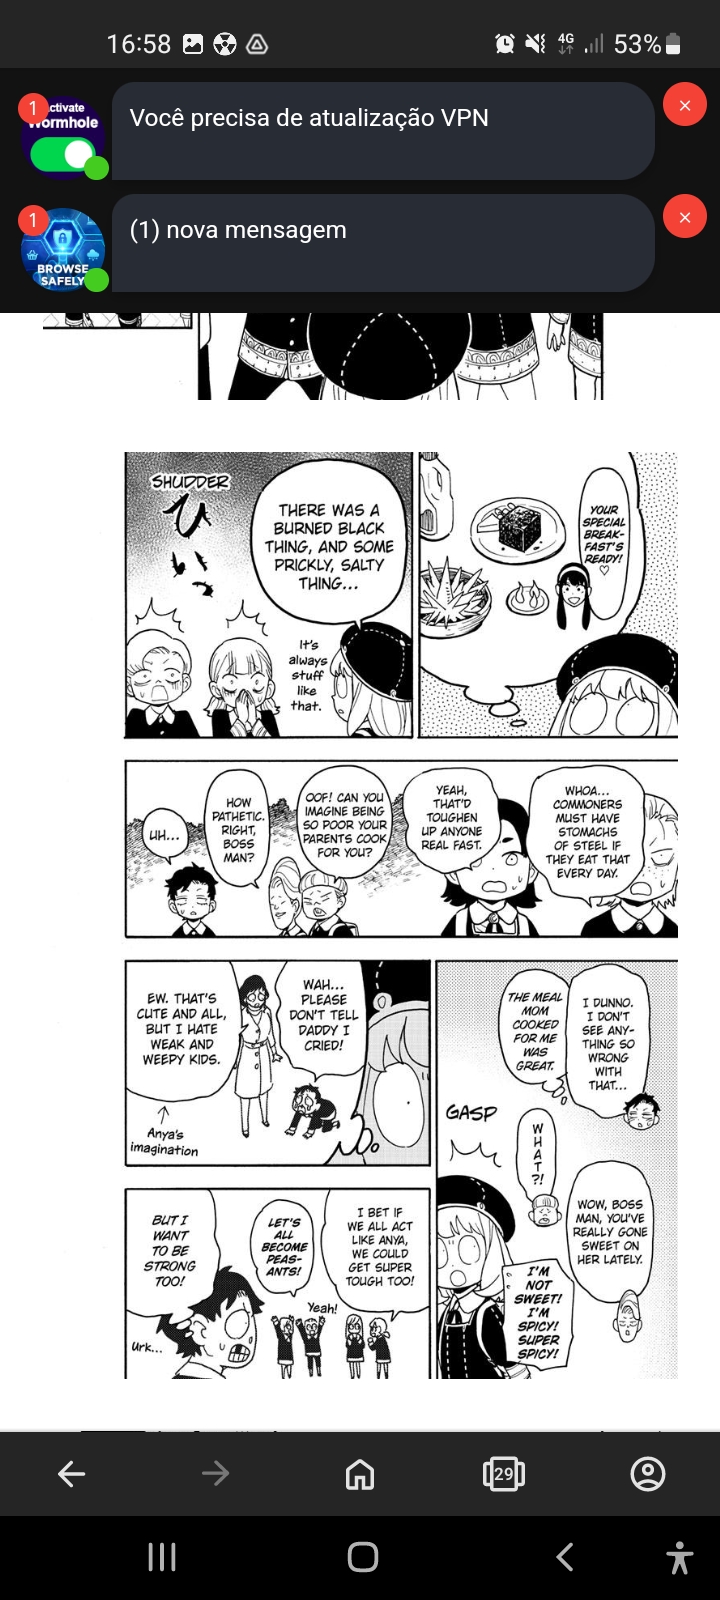 16:58
4G
53%
1
Activate
Wormhole
Você precisa de atualização VPN
1
BROWSE
SAFELY
(1) nova mensagem
SHUDDER
ひ
THERE WAS A
BURNED BLACK
THING, AND SOME
PRICKLY, SALTY
THING...
It's
always
stuff
like
that.
YOUR
SPECIAL
BREAK-
FAST'S
READY!
♡
UH...
HOW
PATHETIC.
RIGHT,
BOSS
MAN?
OOF! CAN YOU
IMAGINE BEING
SO POOR YOUR
PARENTS COOK
FOR YOU?
YEAH,
THAT'D
TOUGHEN
UP ANYONE
REAL FAST.
WHOA...
COMMONERS
MUST HAVE
STOMACHS
OF STEEL IF
THEY EAT THAT
EVERY DAY.
EW. THAT'S
CUTE AND ALL,
BUT I HATE
WEAK AND
WEEPY KIDS.
WAH...
PLEASE
DON'T TELL
DADDY I
CRIED!
Anya's
imagination
THE MEAL
MOM
COOKED
FOR ME
WAS
GREAT.
I DUNNO.
I DON'T
SEE ANY-
THING SO
WRONG
WITH
THAT...
GASP
WHAT?!
WOW, BOSS
MAN, YOU'VE
REALLY GONE
SWEET ON
HER LATELY.
I'M
NOT
SWEET!
I'M
SPICY!
SUPER
SPICY!
BUT I
WANT
TO BE
STRONG
TOO!
LET'S
ALL
BECOME
PEAS-
ANTS!
I BET IF
WE ALL ACT
LIKE ANYA,
WE COULD
GET SUPER
TOUGH TOO!
Yeah!
Urk...
29